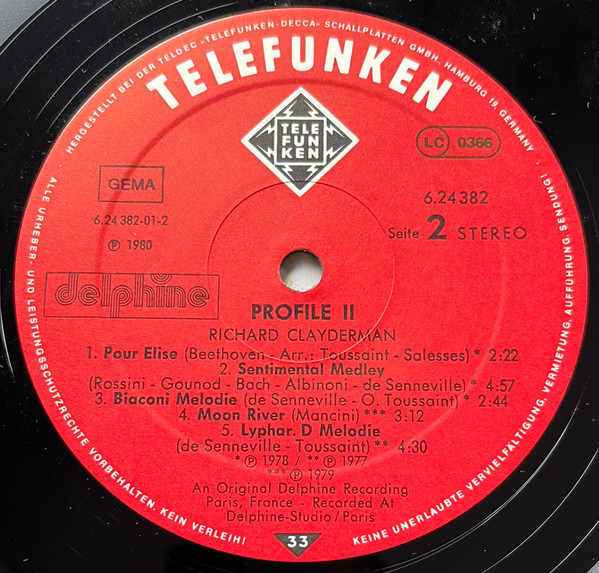 HERGESTELLT BEI DER TELDEC »TELEFUNKEN-DECCA« SCHALLPLATTEN GMBH, HAMBURG 19, GERMANY
TELEFUNKEN
TELE
FUN
KEN
LC 0366
GEMA
6.24382
6.24382-01-2
Seite 2 STEREO
℗ 1980
delphine
PROFILE II
RICHARD CLAYDERMAN
1. Pour Elise (Beethoven - Arr.: Toussaint - Salesses) * 2:22
2. Sentimental Medley
(Rossini - Gounod - Bach - Albinoni - de Senneville) * 4:57
3. Biaconi Melodie (de Senneville - O. Toussaint) * 2:44
4. Moon River (Mancini) *** 3:12
5. Lyphar. D Melodie
(de Senneville - Toussaint) ** 4:30
* ℗ 1978 / ** ℗ 1977
*** ℗ 1979
An Original Delphine Recording
Paris, France - Recorded At
Delphine-Studio/Paris
33
ALLE URHEBER- UND LEISTUNGSSCHUTZRECHTE VORBEHALTEN. KEIN VERLEIH!
KEINE UNERLAUBTE VERVIELFÄLTIGUNG, VERMIETUNG, AUFFÜHRUNG, SENDUNG!